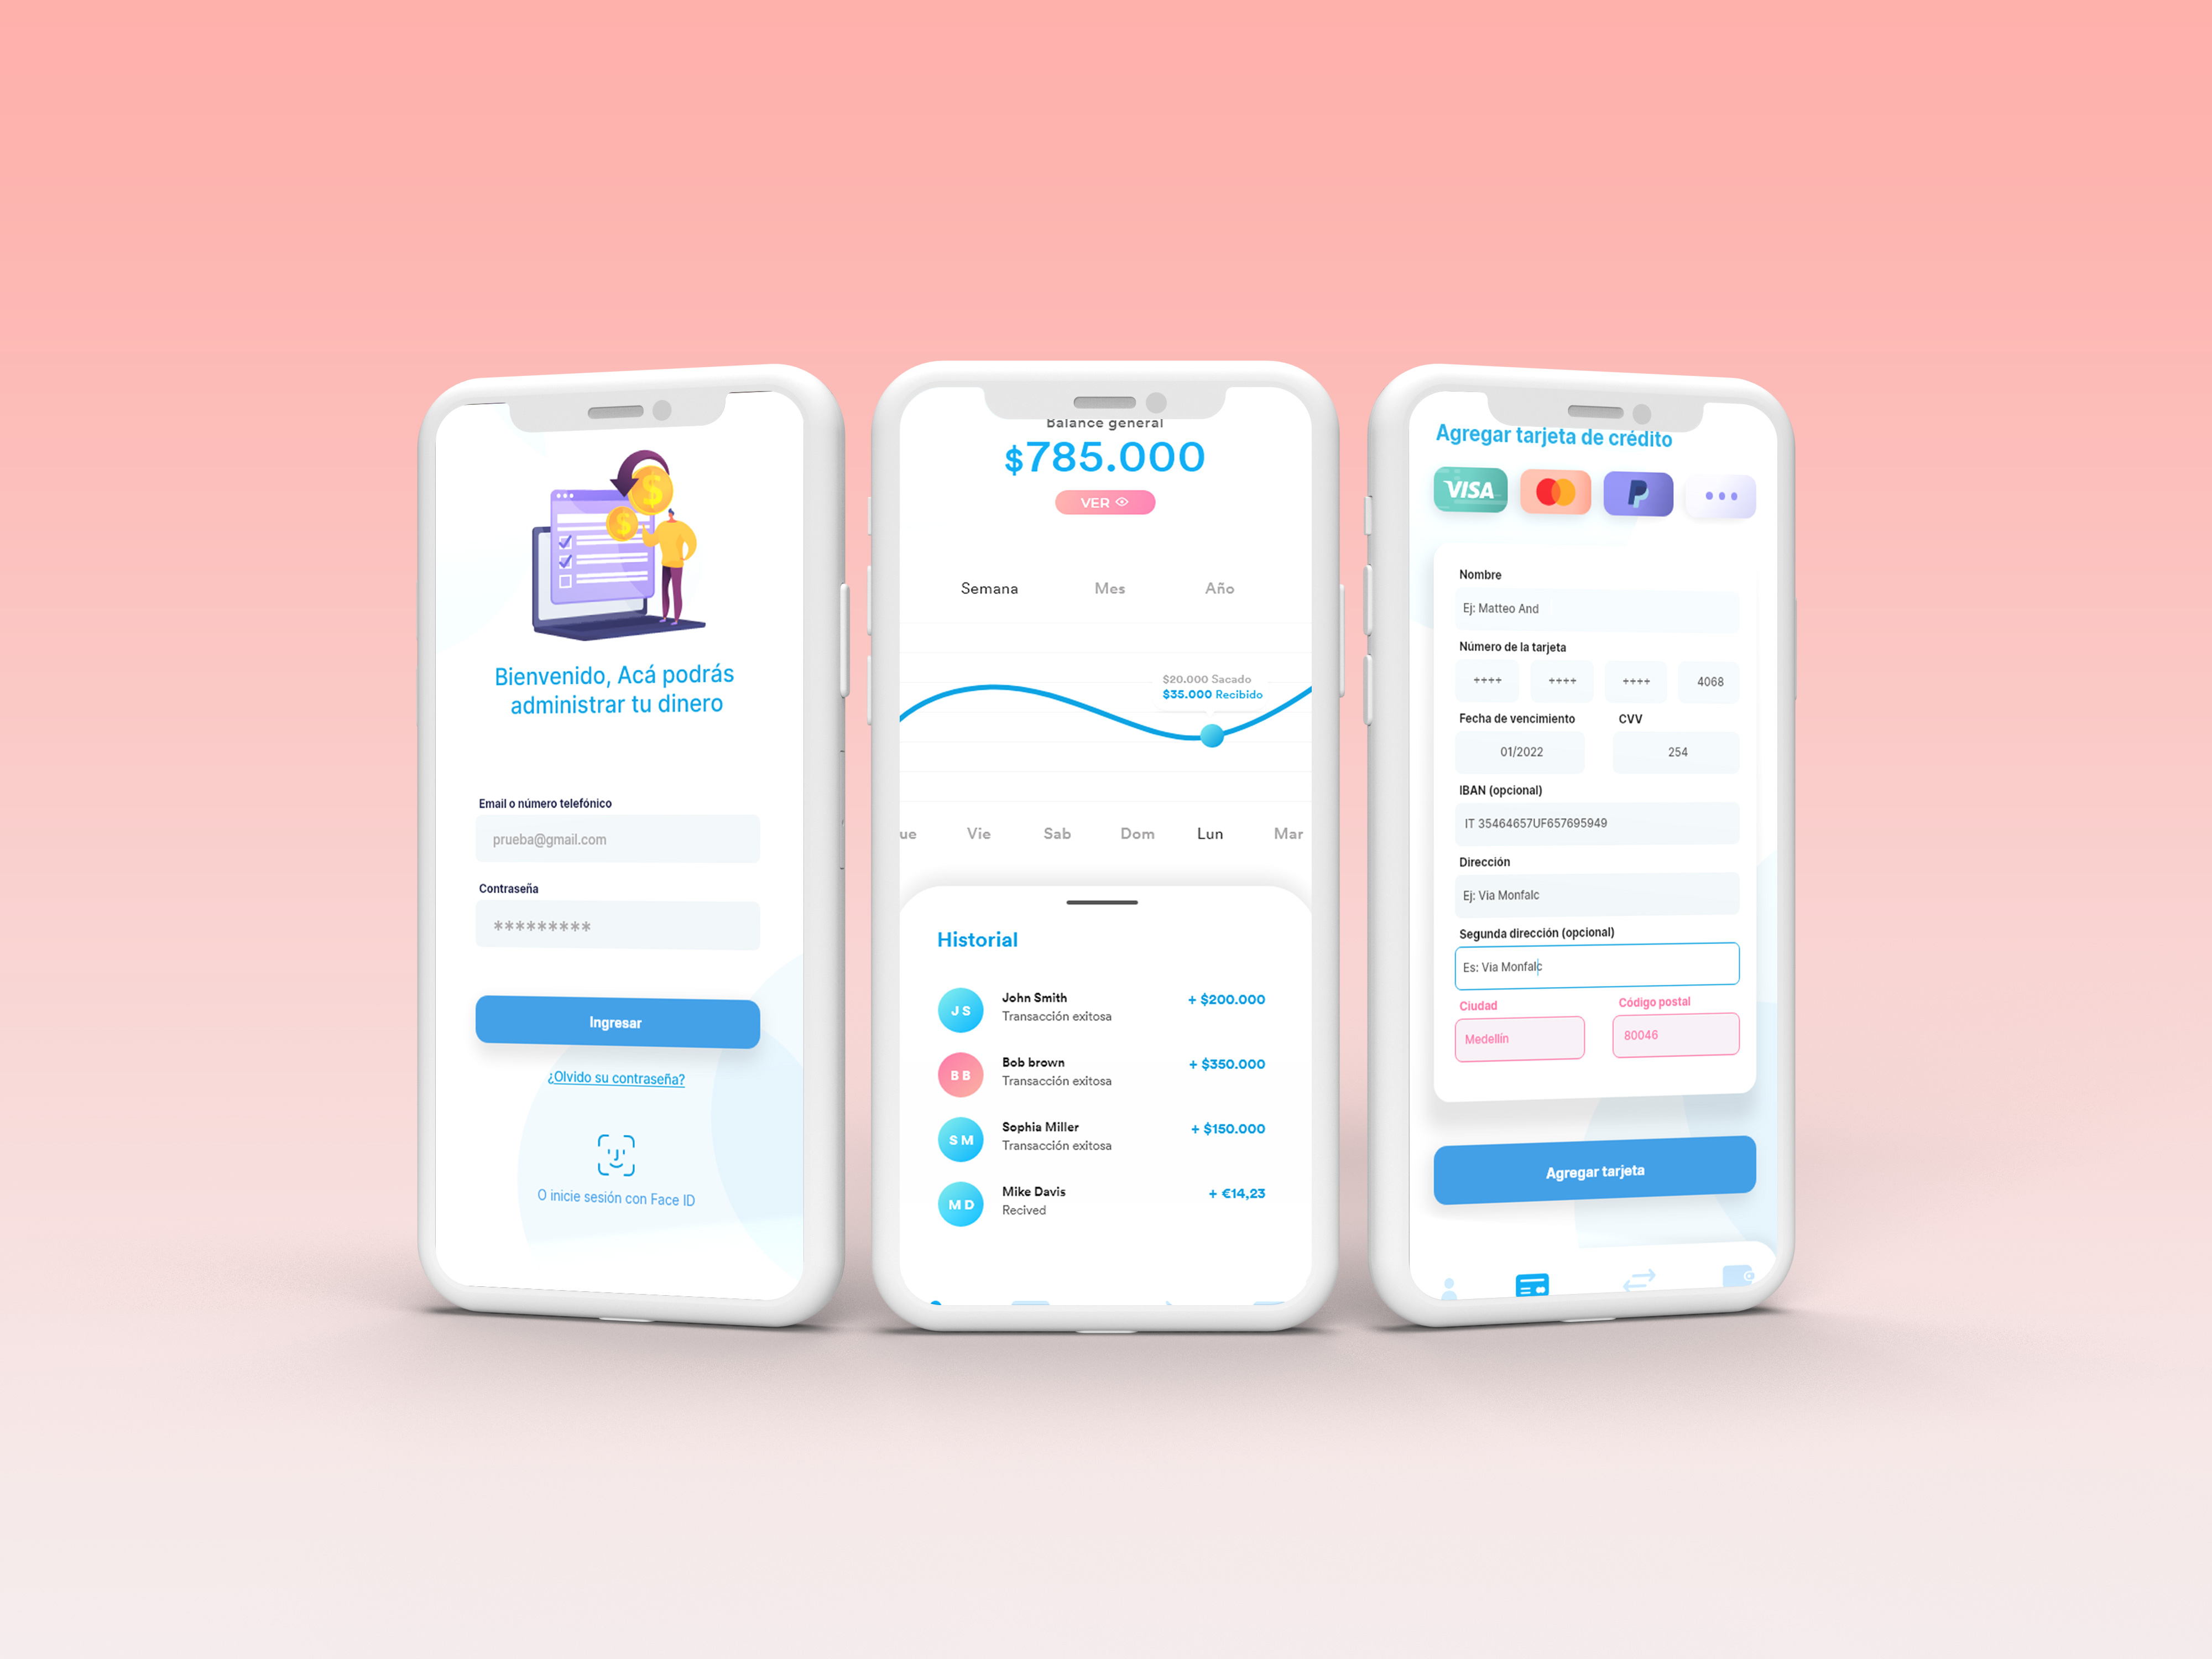 Bienvenido, Acá podrás
administrar tu dinero
Email o número telefónico
prueba@gmail.com
Contraseña
*********
Ingresar
¿Olvido su contraseña?
O inicie sesión con Face ID
Balance general
$785.000
VER
Semana Mes Año
$20.000 Sacado
$35.000 Recibido
ue Vie Sab Dom Lun Mar
Historial
J S
John Smith
+ $200.000
Transacción exitosa
B B
Bob brown
+ $350.000
Transacción exitosa
S M
Sophia Miller
+ $150.000
Transacción exitosa
M D
Mike Davis
+ €14,23
Recived
Agregar tarjeta de crédito
VISA
Nombre
Ej: Matteo And
Número de la tarjeta
++++ ++++ ++++ 4068
Fecha de vencimiento CVV
01/2022 254
IBAN (opcional)
IT 35464657UF657695949
Dirección
Ej: Via Monfalc
Segunda dirección (opcional)
Es: Via Monfalc
Ciudad Código postal
Medellín 80046
Agregar tarjeta